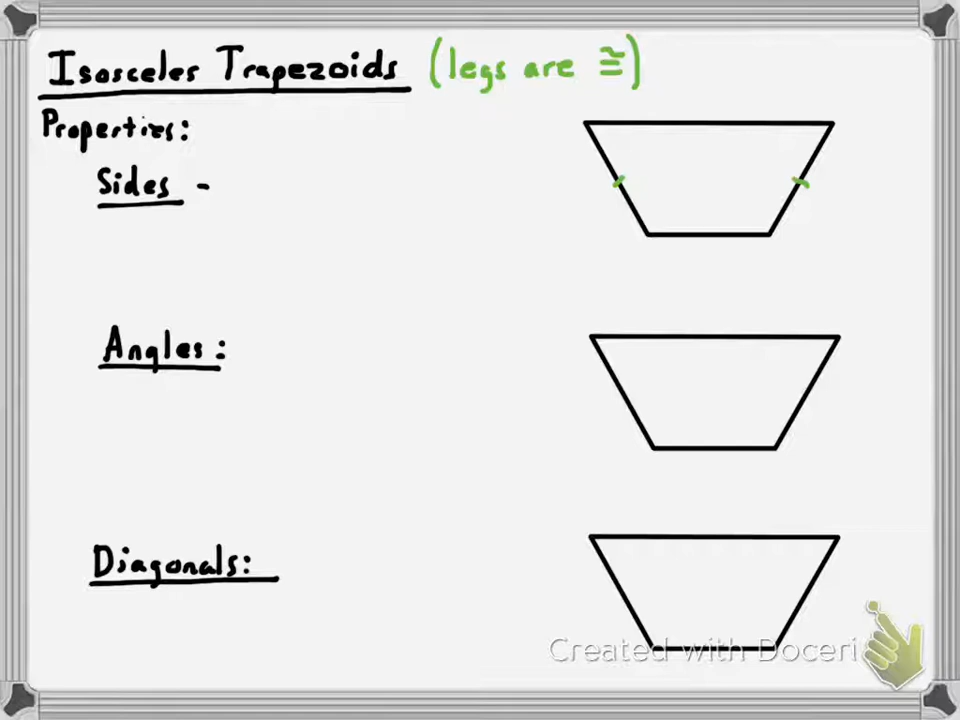 Isosceles Trapezoids (legs are ≅)
Properties:
Sides -
Angles:
Diagonals:
Created with Doceri